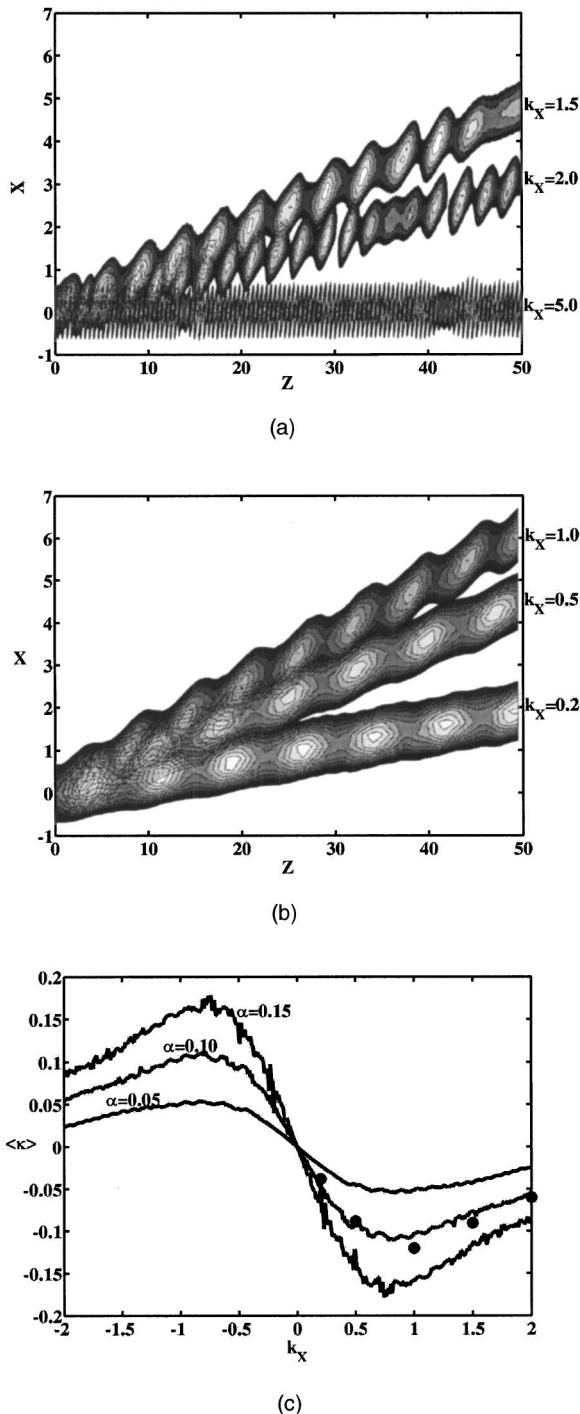 7
6
5
4
3
2
1
0
-1
X
0 10 20 30 40 50
Z
k_X=1.5
k_X=2.0
k_X=5.0
(a)
7
6
5
4
3
2
1
0
-1
X
0 10 20 30 40 50
Z
k_X=1.0
k_X=0.5
k_X=0.2
(b)
0.2
0.15
0.1
0.05
0
-0.05
-0.1
-0.15
-0.2
<κ>
α=0.15
α=0.10
α=0.05
-2 -1.5 -1 -0.5 0 0.5 1 1.5 2
k_X
(c)